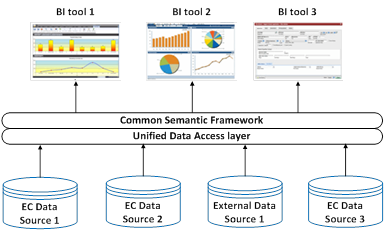 BI tool 1
BI tool 2
BI tool 3
Common Semantic Framework
Unified Data Access layer
EC Data
Source 1
EC Data
Source 2
External Data
Source 1
EC Data
Source 3